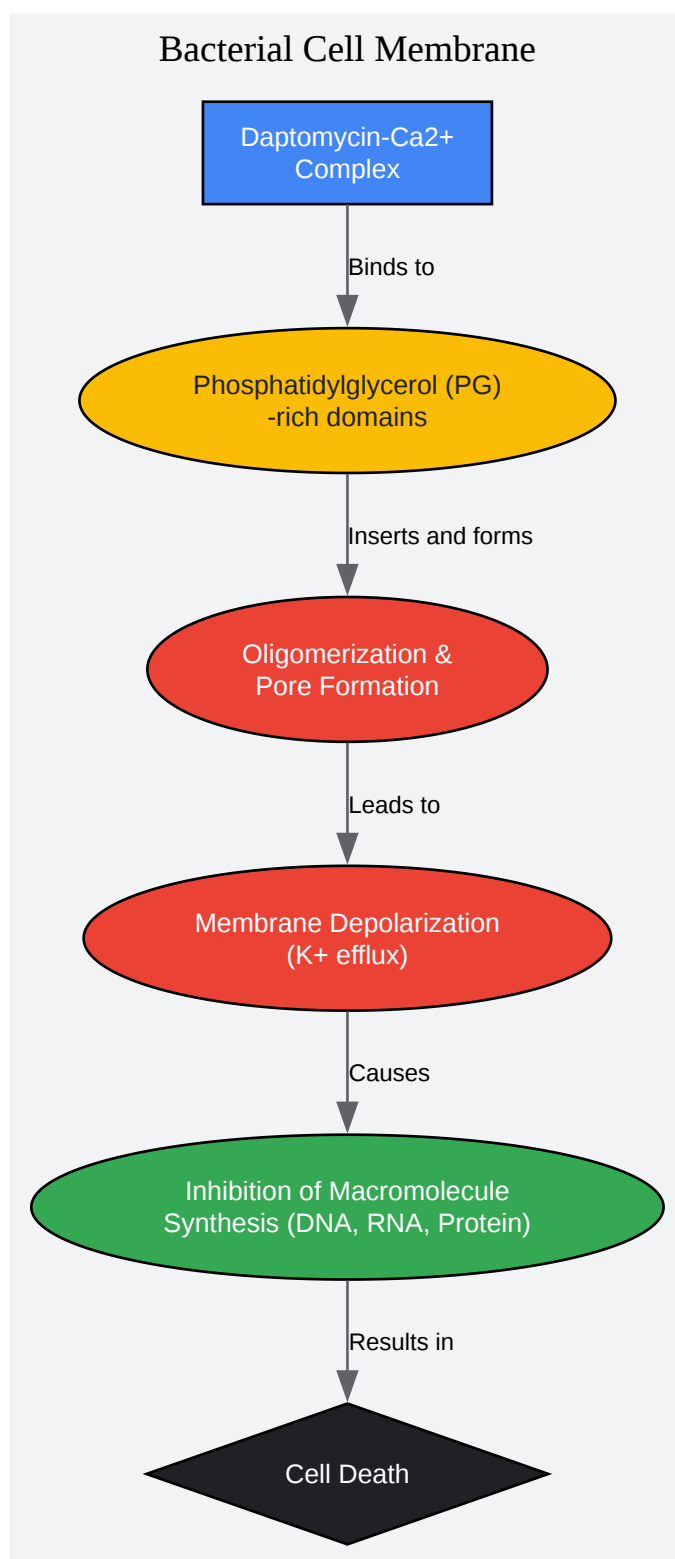 Bacterial Cell Membrane
Daptomycin-Ca2+
Complex
Binds to
Phosphatidylglycerol (PG)
-rich domains
Inserts and forms
Oligomerization &
Pore Formation
Leads to
Membrane Depolarization
(K+ efflux)
Causes
Inhibition of Macromolecule
Synthesis (DNA, RNA, Protein)
Results in
Cell Death